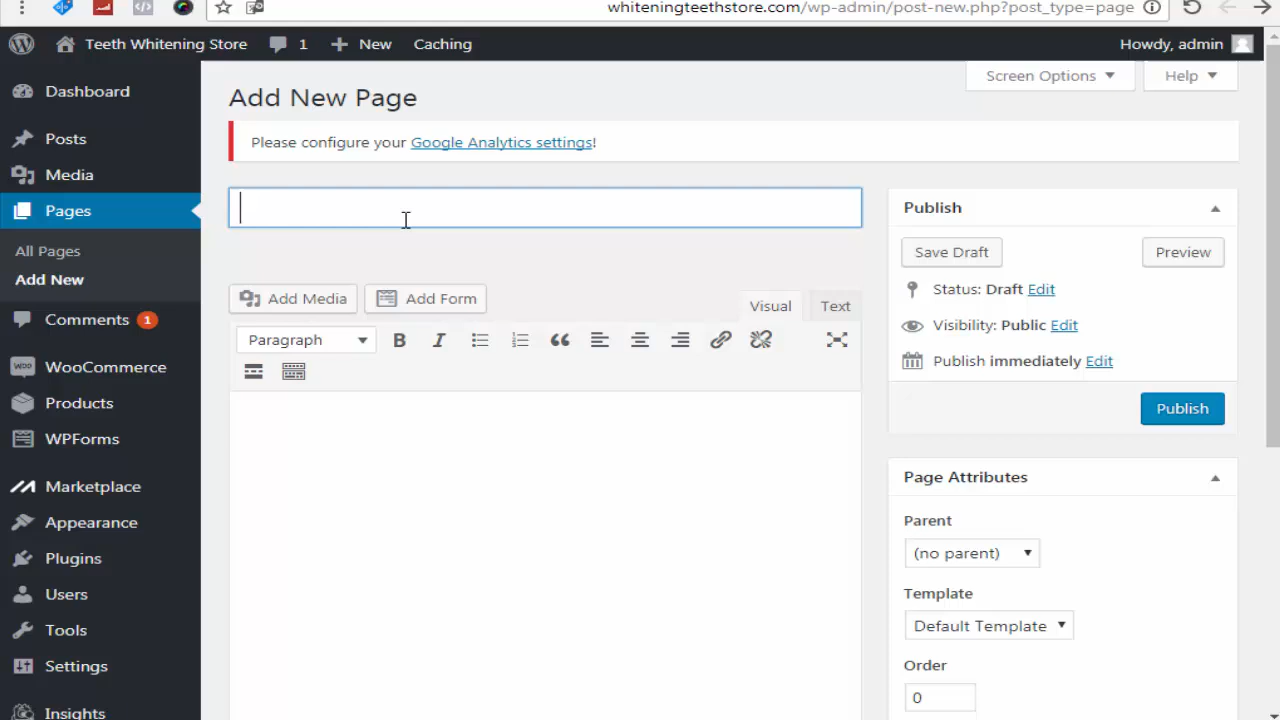 whiteningteethstore.com/wp-admin/post-new.php?post_type=page
Teeth Whitening Store 1 New Caching Howdy, admin
Screen Options Help
Dashboard
Posts
Media
Pages
All Pages
Add New
Comments 1
WooCommerce
Products
WPForms
Marketplace
Appearance
Plugins
Users
Tools
Settings
Insights
Add New Page
Please configure your Google Analytics settings!
Add Media Add Form Visual Text
Paragraph B I
Publish
Save Draft Preview
Status: Draft Edit
Visibility: Public Edit
Publish immediately Edit
Publish
Page Attributes
Parent
(no parent)
Template
Default Template
Order
0